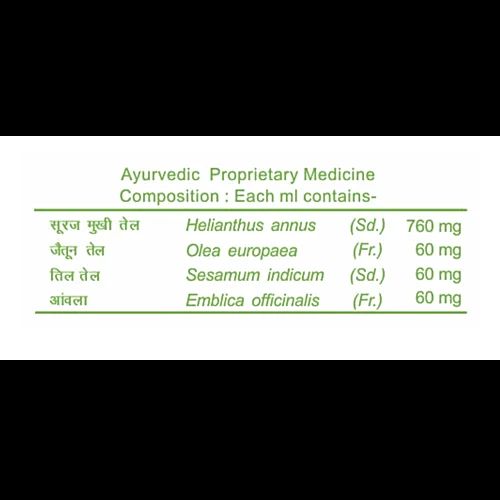 Ayurvedic Proprietary Medicine
Composition : Each ml contains-
सूरज मुखी तेल Helianthus annus (Sd.) 760 mg
जैतून तेल Olea europaea (Fr.) 60 mg
तिल तेल Sesamum indicum (Sd.) 60 mg
आंवला Emblica officinalis (Fr.) 60 mg